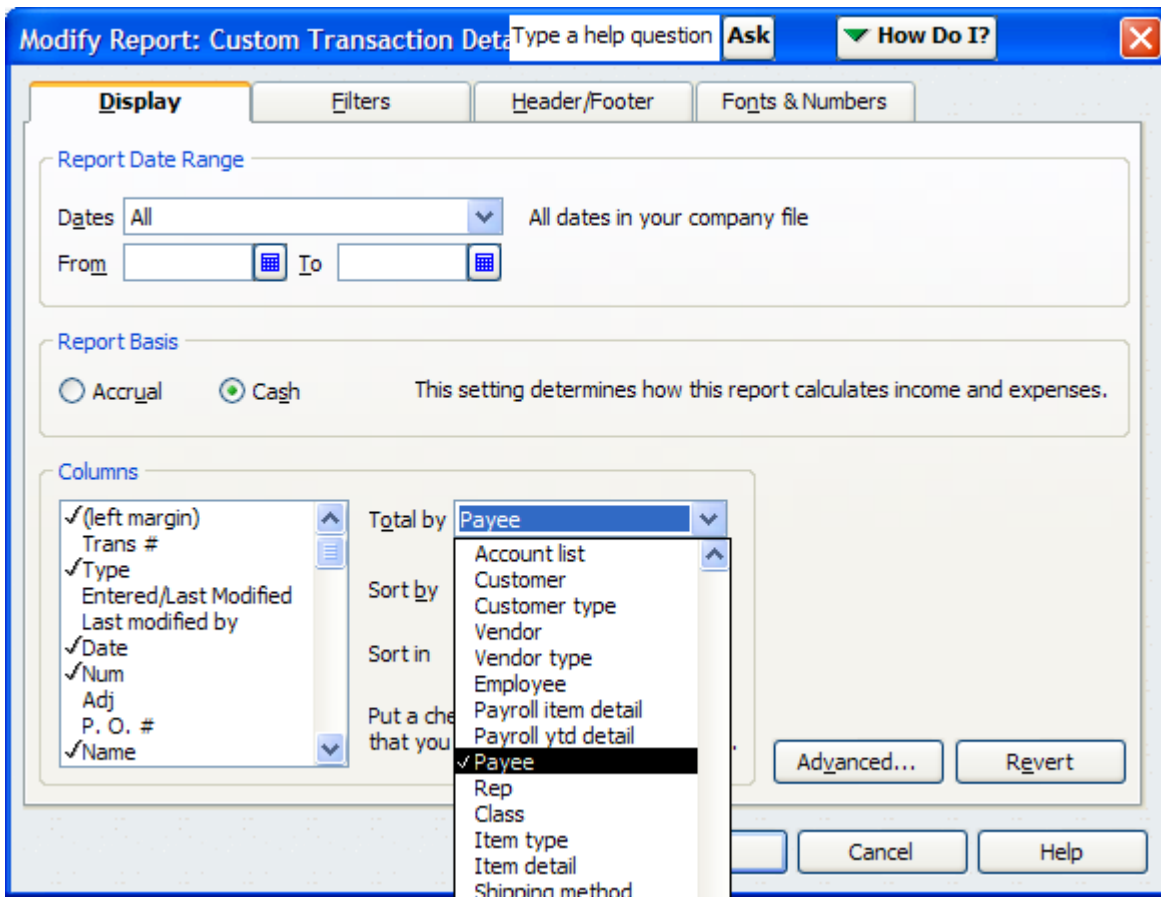 Modify Report: Custom Transaction Deta
Type a help question Ask How Do I?
Display Filters Header/Footer Fonts & Numbers
Report Date Range
Dates All All dates in your company file
From To
Report Basis
Accrual Cash This setting determines how this report calculates income and expenses.
Columns
(left margin)
Trans #
Type
Entered/Last Modified
Last modified by
Date
Num
Adj
P. O. #
Name
Total by Payee
Sort by
Sort in
Put a che
that you
Account list
Customer
Customer type
Vendor
Vendor type
Employee
Payroll item detail
Payroll ytd detail
Payee
Rep
Class
Item type
Item detail
Shipping method
Advanced... Revert
Cancel Help